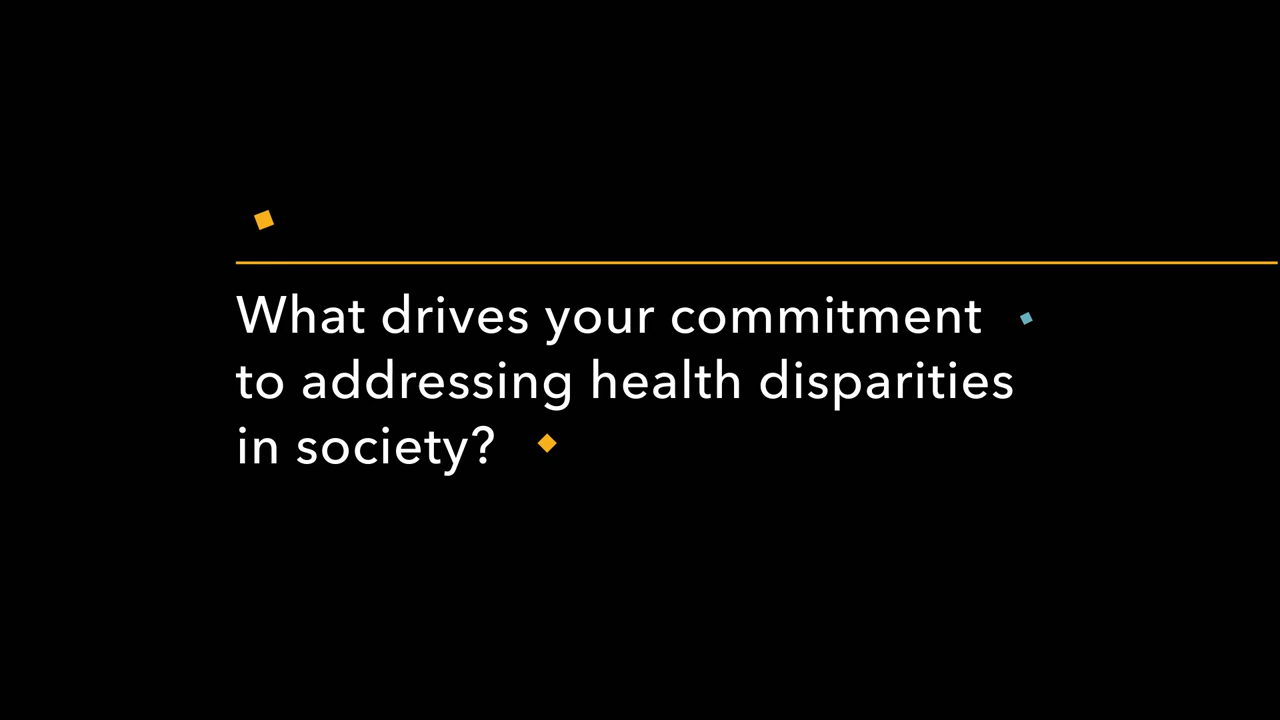 What drives your commitment
to addressing health disparities
in society?